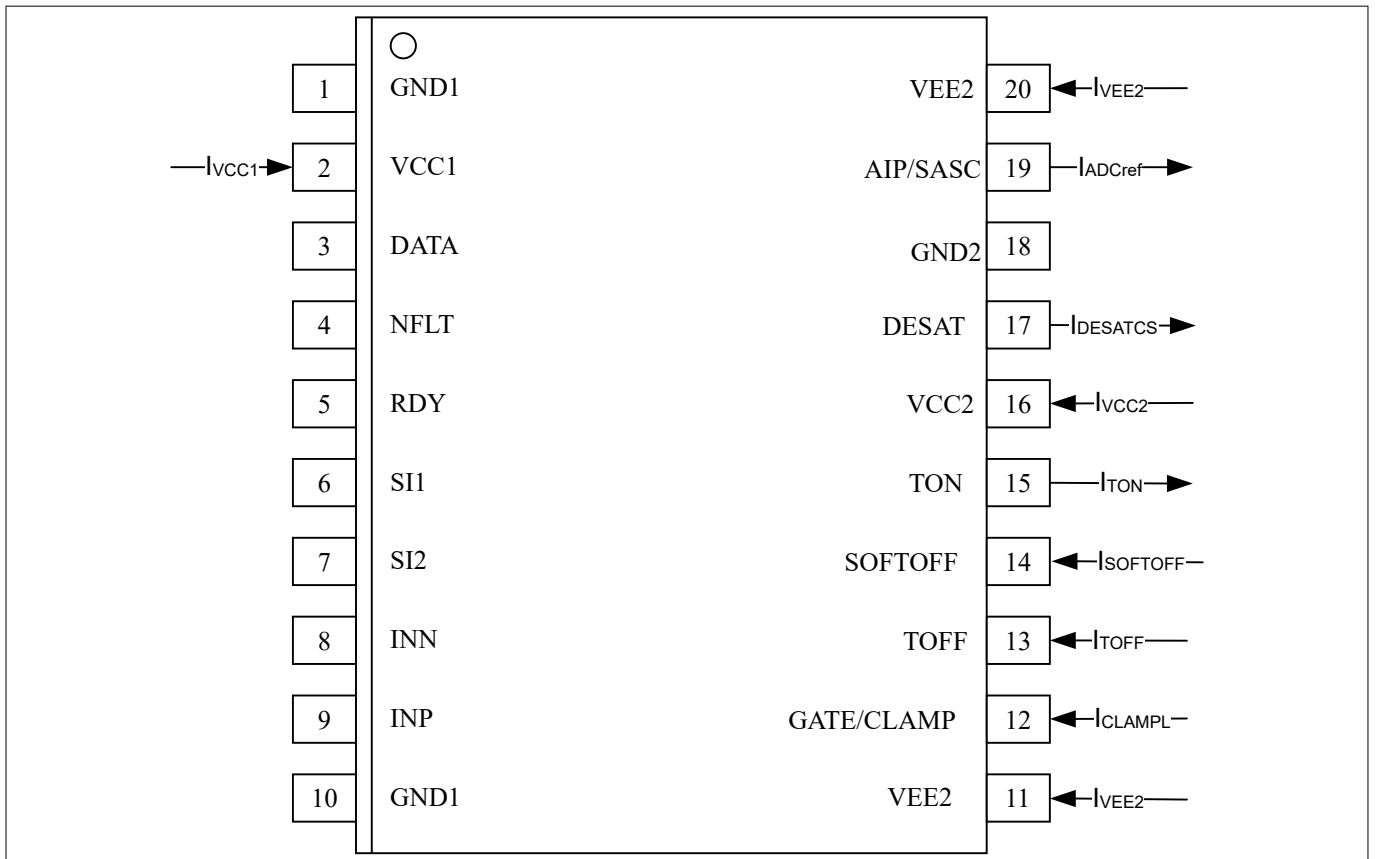 1 GND1 VEE2 20 IVEE2
IVCC1 2 VCC1 AIP/SASC 19 IADCref
3 DATA GND2 18
4 NFLT DESAT 17 IDESATCS
5 RDY VCC2 16 IVCC2
6 SI1 TON 15 ITON
7 SI2 SOFTOFF 14 ISOFTOFF
8 INN TOFF 13 ITOFF
9 INP GATE/CLAMP 12 ICLAMPL
10 GND1 VEE2 11 IVEE2